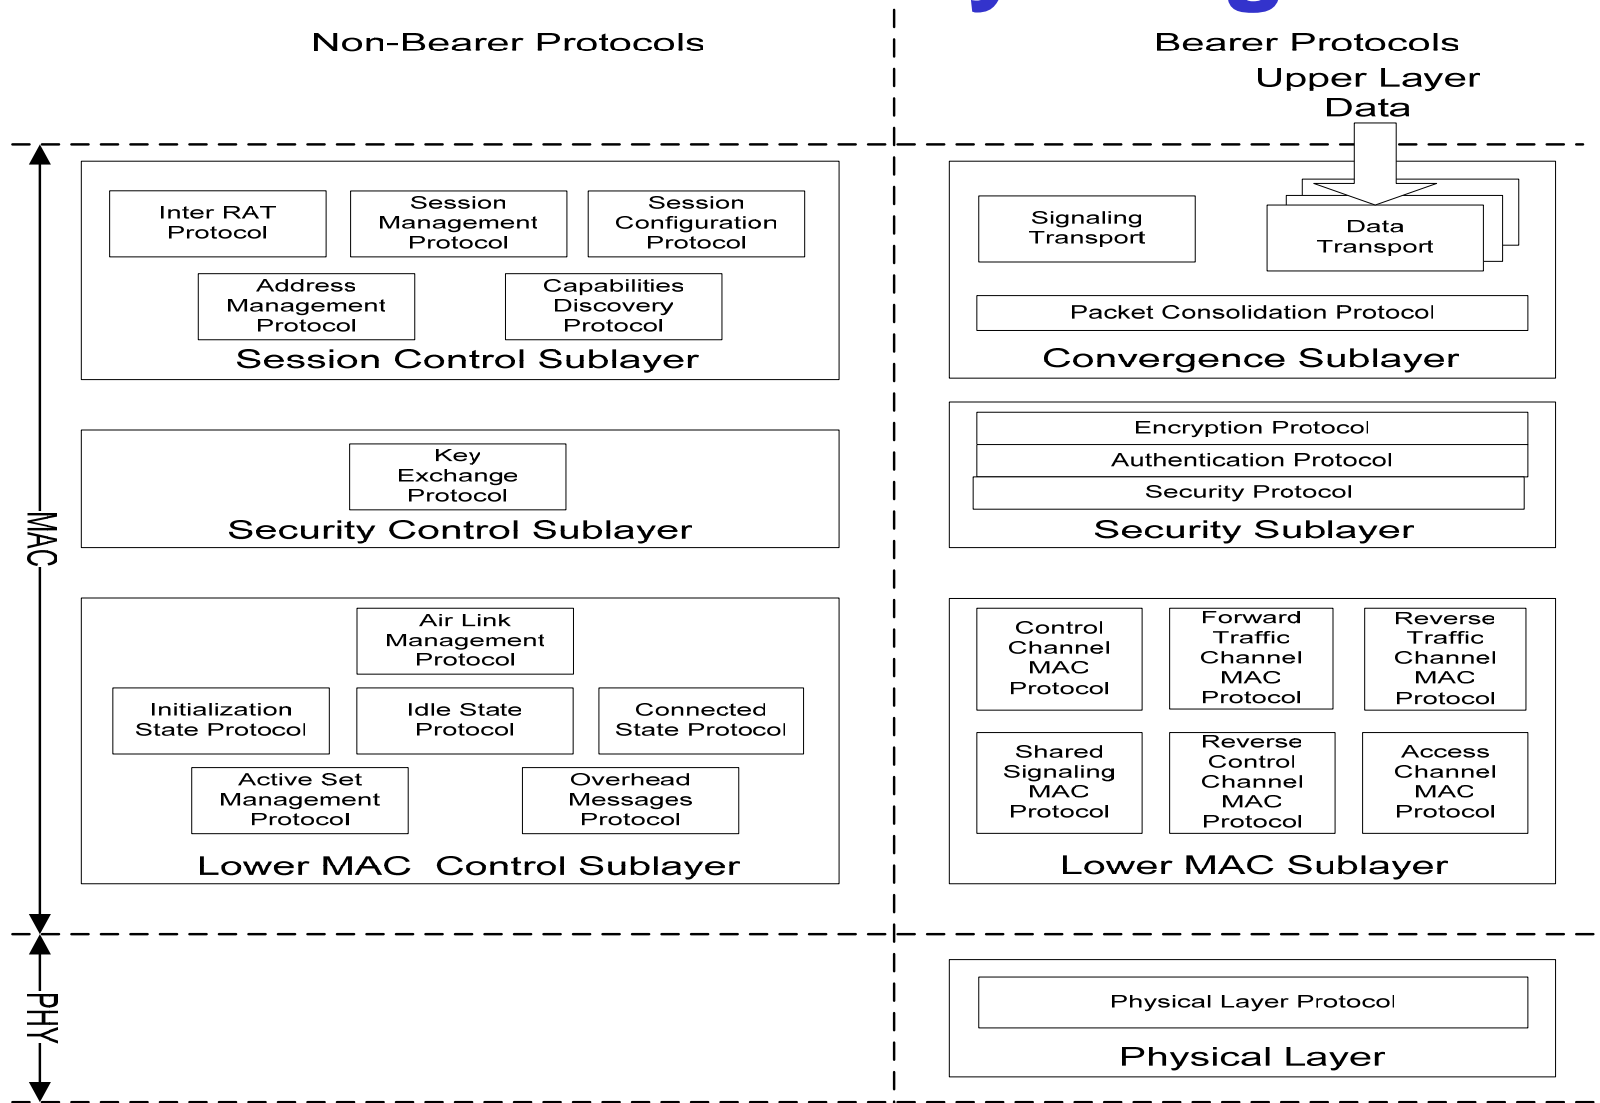 Non-Bearer Protocols
Bearer Protocols
Upper Layer
Data
Inter RAT
Protocol
Session
Management
Protocol
Session
Configuration
Protocol
Address
Management
Protocol
Capabilities
Discovery
Protocol
Session Control Sublayer
Signaling
Transport
Data
Transport
Packet Consolidation Protocol
Convergence Sublayer
Key
Exchange
Protocol
Security Control Sublayer
Encryption Protocol
Authentication Protocol
Security Protocol
Security Sublayer
MAC
Air Link
Management
Protocol
Initialization
State Protocol
Idle State
Protocol
Connected
State Protocol
Active Set
Management
Protocol
Overhead
Messages
Protocol
Lower MAC Control Sublayer
Control
Channel
MAC
Protocol
Forward
Traffic
Channel
MAC
Protocol
Reverse
Traffic
Channel
MAC
Protocol
Shared
Signaling
MAC
Protocol
Reverse
Control
Channel
MAC
Protocol
Access
Channel
MAC
Protocol
Lower MAC Sublayer
PHY
Physical Layer Protocol
Physical Layer